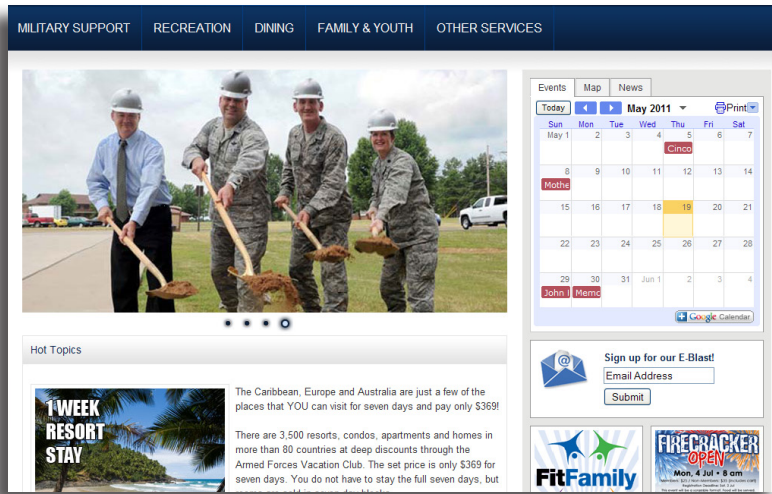 MILITARY SUPPORT RECREATION DINING FAMILY & YOUTH OTHER SERVICES
Events Map News
Today May 2011 Print
Sun Mon Tue Wed Thu Fri Sat
May 1 2 3 4 5 6 7
Cinco
8 9 10 11 12 13 14
Mothe
15 16 17 18 19 20 21
22 23 24 25 26 27 28
29 30 31 Jun 1 2 3 4
John Memc
Google Calendar
Hot Topics
1 WEEK
RESORT
STAY
The Caribbean, Europe and Australia are just a few of the
places that YOU can visit for seven days and pay only $369!
There are 3,500 resorts, condos, apartments and homes in
more than 80 countries at deep discounts through the
Armed Forces Vacation Club. The set price is only $369 for
seven days. You do not have to stay the full seven days, but
Sign up for our E-Blast!
Email Address
Submit
FitFamily
FIRECRACKER
OPEN
Mon, 4 Jul • 8 am